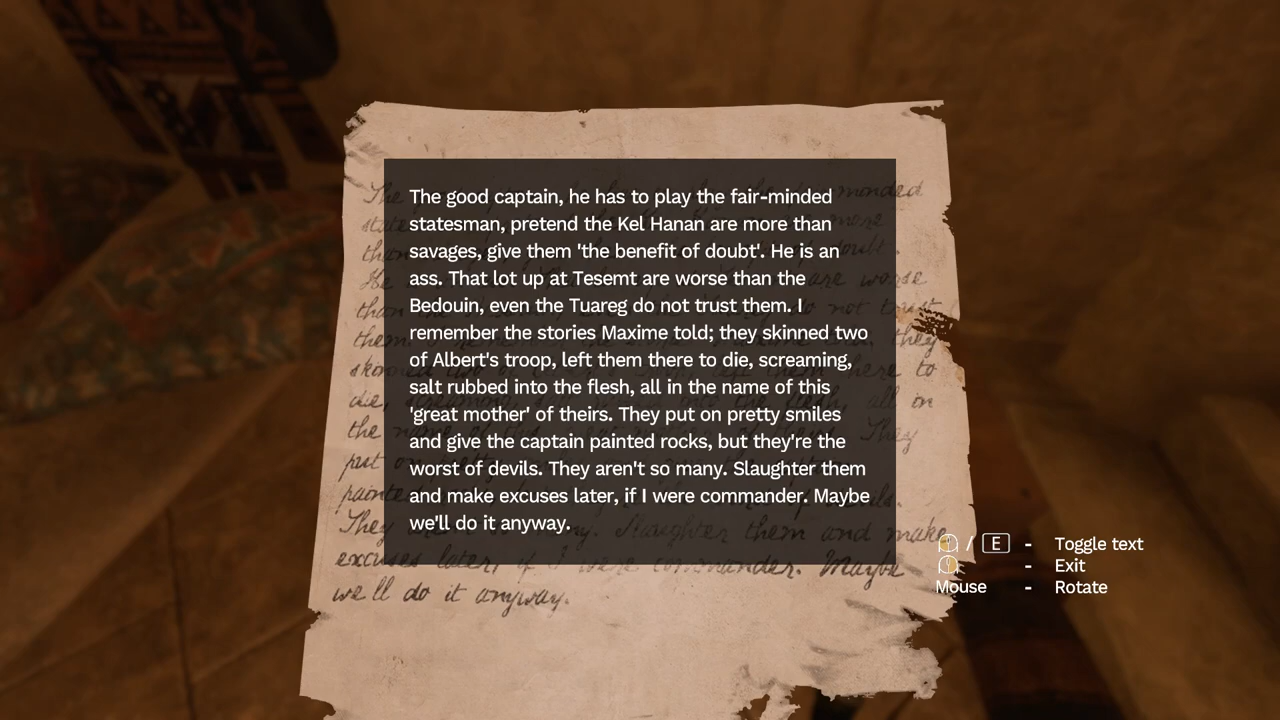 The good captain, he has to play the fair-minded
statesman, pretend the Kel Hanan are more than
savages, give them 'the benefit of doubt'. He is an
ass. That lot up at Tesemt are worse than the
Bedouin, even the Tuareg do not trust them. I
remember the stories Maxime told; they skinned two
of Albert's troop, left them there to die, screaming,
salt rubbed into the flesh, all in the name of this
'great mother' of theirs. They put on pretty smiles
and give the captain painted rocks, but they're the
worst of devils. They aren't so many. Slaughter them
and make excuses later, if I were commander. Maybe
we'll do it anyway.
excuses later, if I were commander. Maybe
we'll do it anyway.
/ E - Toggle text
- Exit
Mouse - Rotate